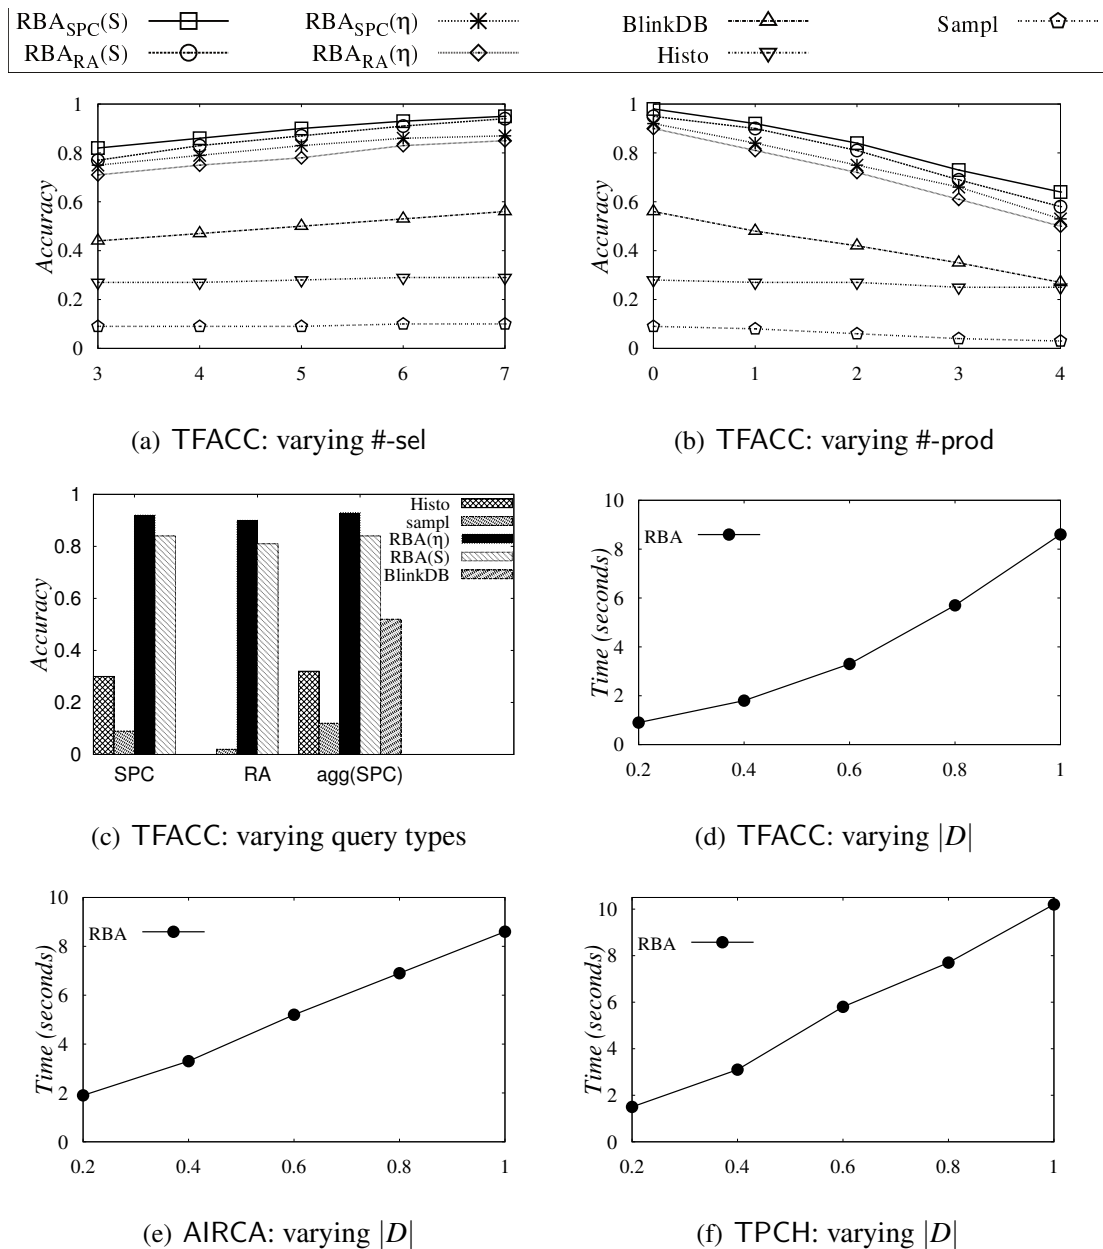 RBA_SPC(S) RBA_SPC(η) BlinkDB Sampl
RBA_RA(S) RBA_RA(η) Histo
1
0.8
0.6
0.4
0.2
0
Accuracy
3 4 5 6 7
(a) TFACC: varying #-sel
1
0.8
0.6
0.4
0.2
0
Accuracy
0 1 2 3 4
(b) TFACC: varying #-prod
1
0.8
0.6
0.4
0.2
0
Accuracy
Histo
sampl
RBA(η)
RBA(S)
BlinkDB
SPC RA agg(SPC)
(c) TFACC: varying query types
10
8
6
4
2
0
Time (seconds)
RBA
0.2 0.4 0.6 0.8 1
(d) TFACC: varying |D|
10
8
6
4
2
0
Time (seconds)
RBA
0.2 0.4 0.6 0.8 1
(e) AIRCA: varying |D|
10
8
6
4
2
0
Time (seconds)
RBA
0.2 0.4 0.6 0.8 1
(f) TPCH: varying |D|